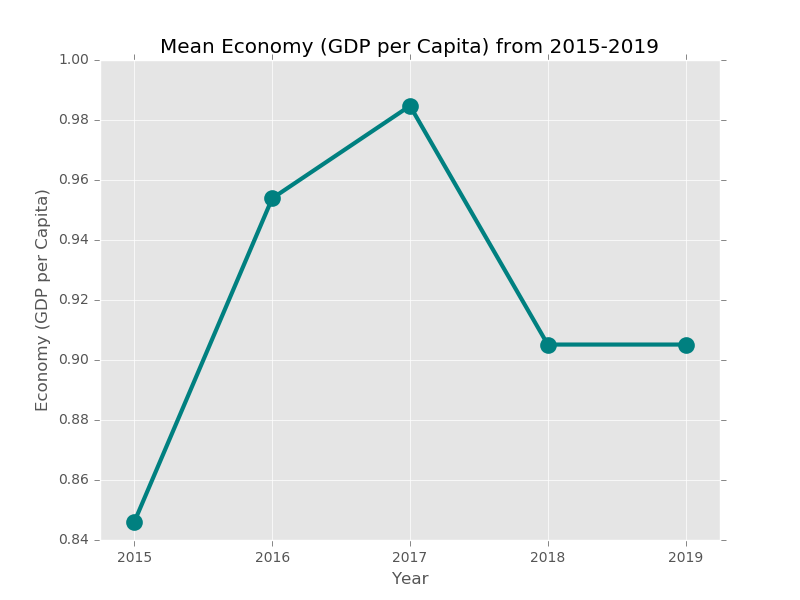 Mean Economy (GDP per Capita) from 2015-2019
1.00
0.98
0.96
0.94
0.92
0.90
0.88
0.86
0.84
Economy (GDP per Capita)
2015 2016 2017 2018 2019
Year